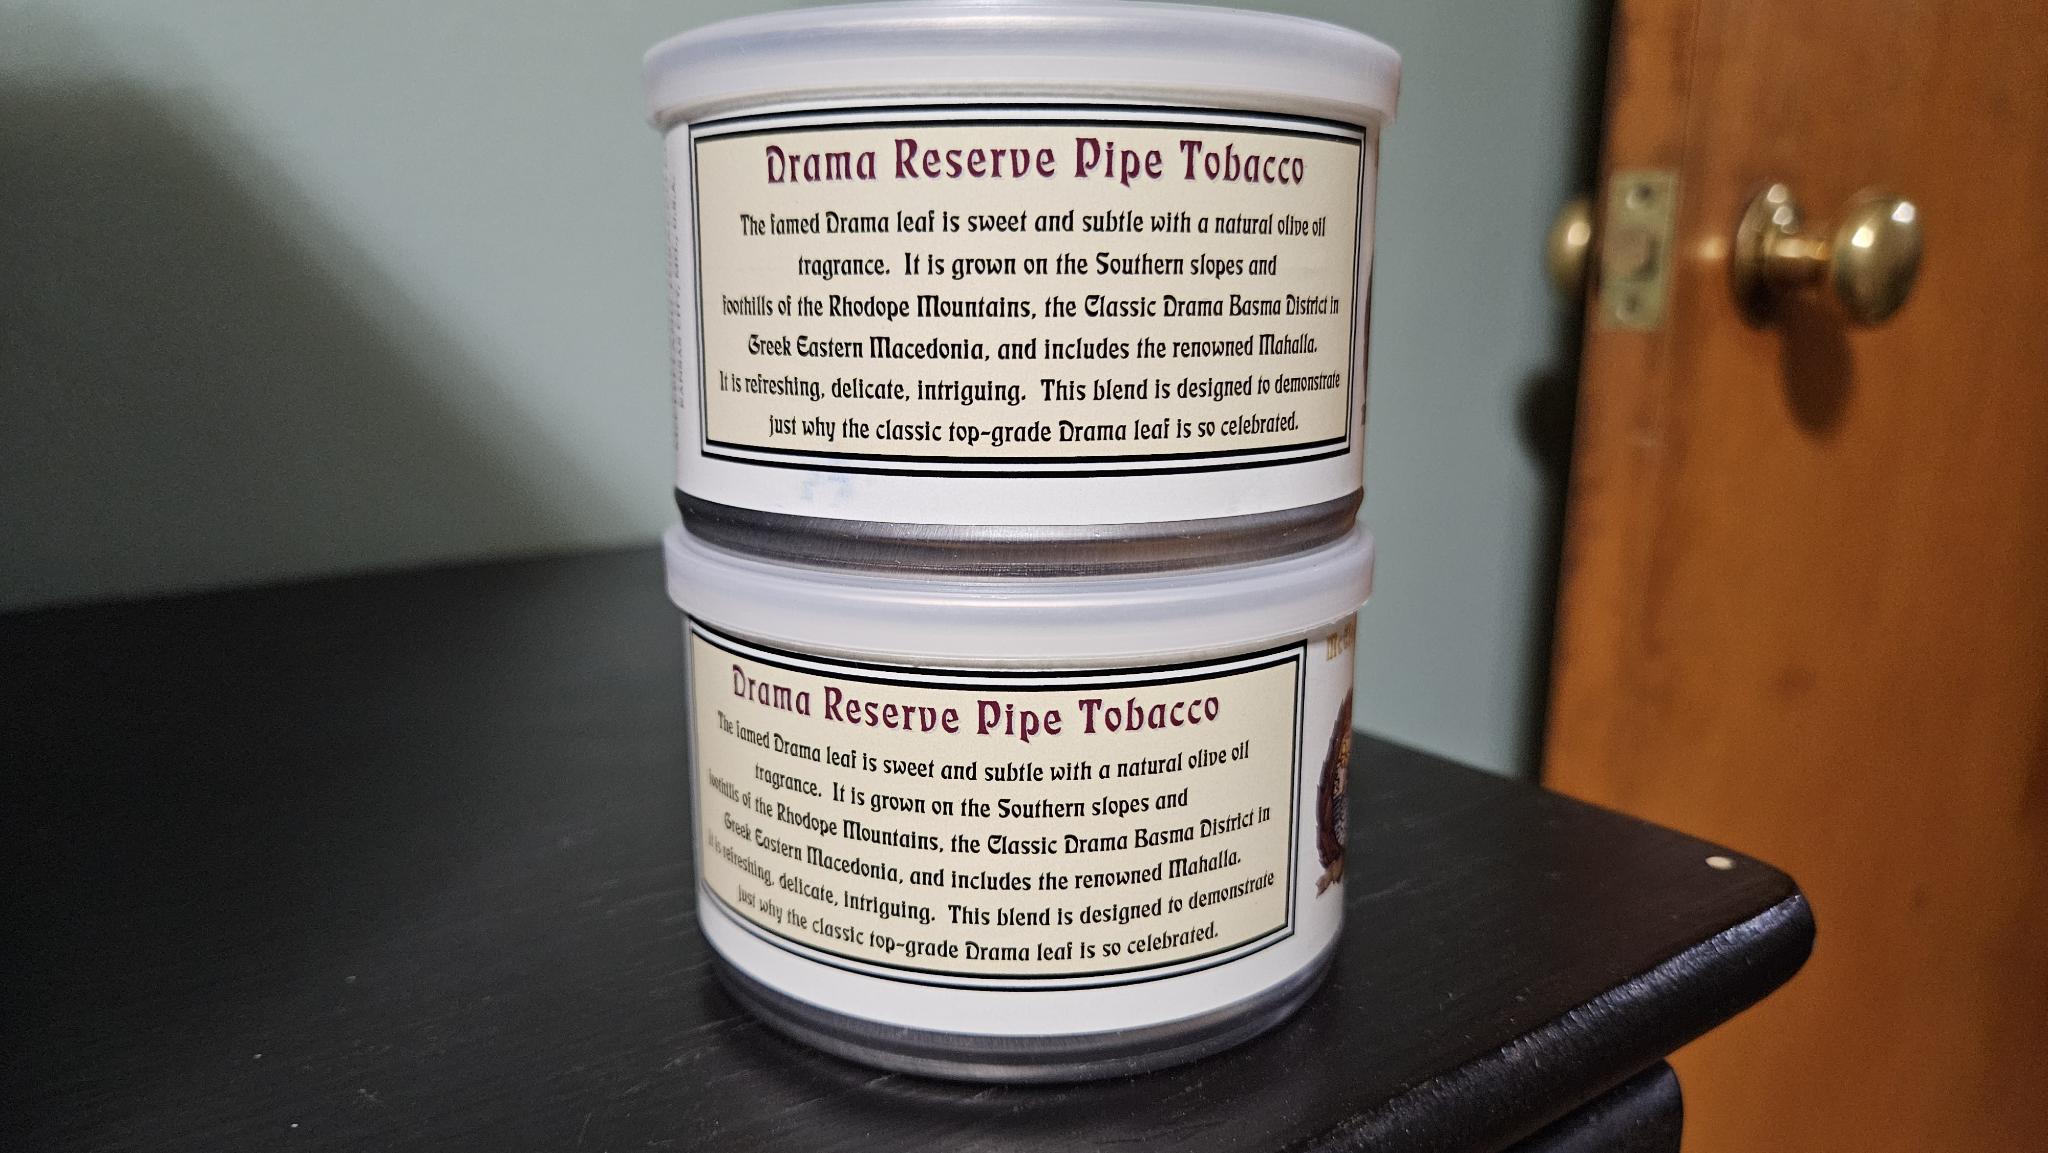 Drama Reserve Pipe Tobacco
The famed Drama leaf is sweet and subtle with a natural olive oil
fragrance. It is grown on the Southern slopes and
foothills of the Rhodope Mountains, the Classic Drama Basma District in
Greek Eastern Macedonia, and includes the renowned Mahalla.
It is refreshing, delicate, intriguing. This blend is designed to demonstrate
just why the classic top-grade Drama leaf is so celebrated.
Drama Reserve Pipe Tobacco
The famed Drama leaf is sweet and subtle with a natural olive oil
fragrance. It is grown on the Southern slopes and
foothills of the Rhodope Mountains, the Classic Drama Basma District in
Greek Eastern Macedonia, and includes the renowned Mahalla.
It is refreshing, delicate, intriguing. This blend is designed to demonstrate
just why the classic top-grade Drama leaf is so celebrated.